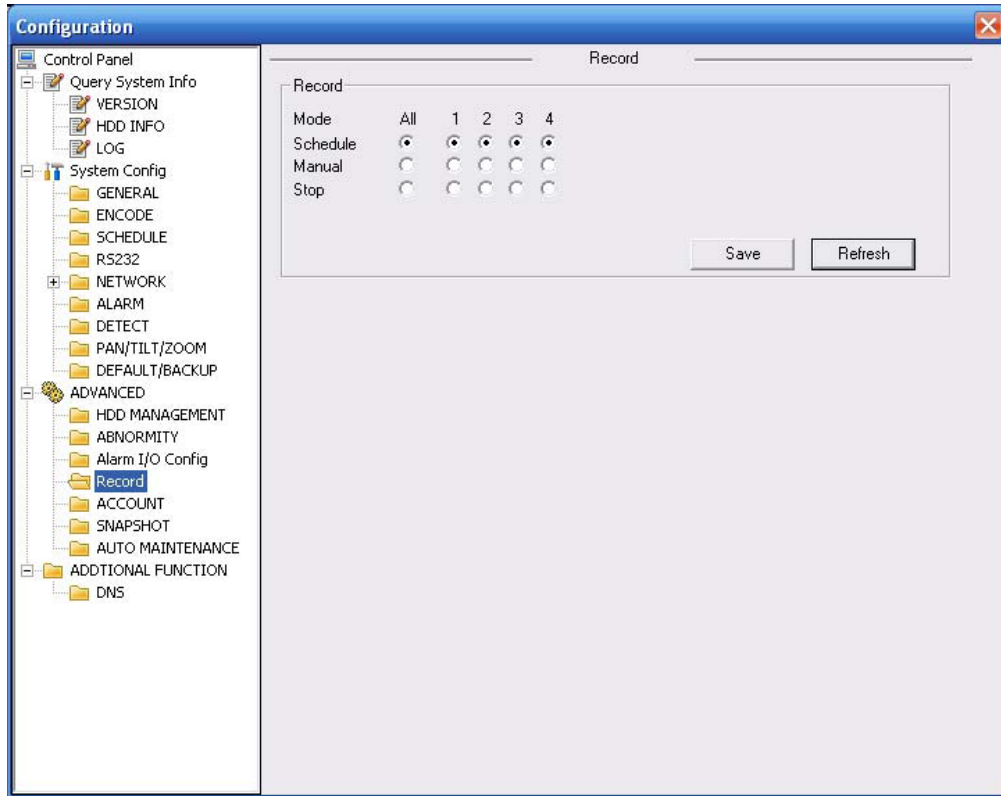 Configuration
Control Panel
Query System Info
VERSION
HDD INFO
LOG
System Config
GENERAL
ENCODE
SCHEDULE
RS232
NETWORK
ALARM
DETECT
PAN/TILT/ZOOM
DEFAULT/BACKUP
ADVANCED
HDD MANAGEMENT
ABNORMITY
Alarm I/O Config
Record
ACCOUNT
SNAPSHOT
AUTO MAINTENANCE
ADDTIONAL FUNCTION
DNS
Record
Record
Mode All 1 2 3 4
Schedule
Manual
Stop
Save Refresh